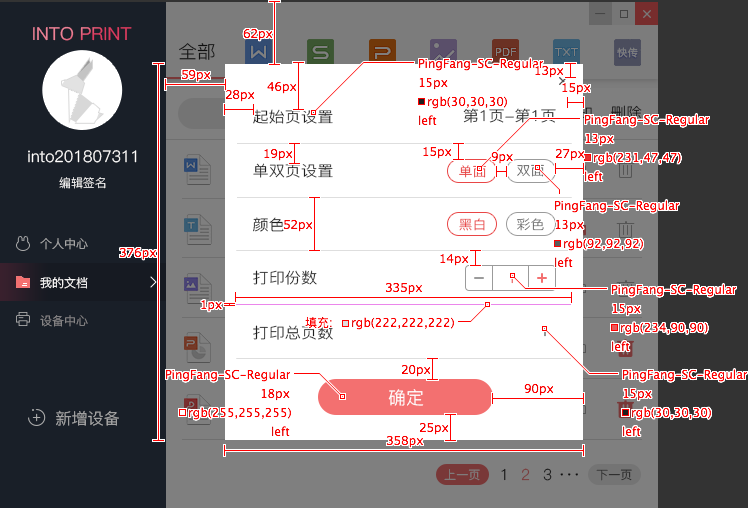 INTO PRINT
into201807311
编辑签名
个人中心
我的文档
设备中心
新增设备
全部
W
S
P
PDF
TXT
快传
62px
59px
46px
28px
PingFang-SC-Regular
15px
rgb(30,30,30)
left
13px
15px
起始页设置
第1页-第1页
删除
PingFang-SC-Regular
13px
rgb(231,47,47)
left
19px
15px
9px
27px
单双页设置
单面
双面
PingFang-SC-Regular
13px
rgb(92,92,92)
left
376px
颜色
52px
黑白
彩色
14px
打印份数
1
PingFang-SC-Regular
15px
rgb(234,90,90)
left
335px
1px
填充:
rgb(222,222,222)
打印总页数
1
PingFang-SC-Regular
15px
rgb(30,30,30)
left
20px
PingFang-SC-Regular
18px
rgb(255,255,255)
left
确定
90px
25px
358px
上一页
1
2
3
···
下一页